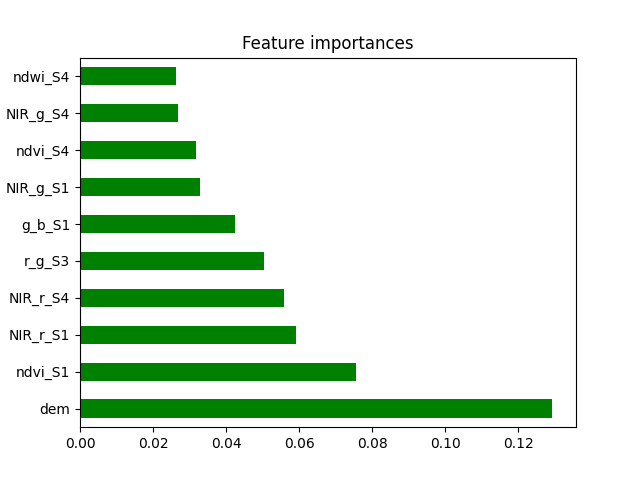 Feature importances
ndwi_S4
NIR_g_S4
ndvi_S4
NIR_g_S1
g_b_S1
r_g_S3
NIR_r_S4
NIR_r_S1
ndvi_S1
dem
0.00 0.02 0.04 0.06 0.08 0.10 0.12